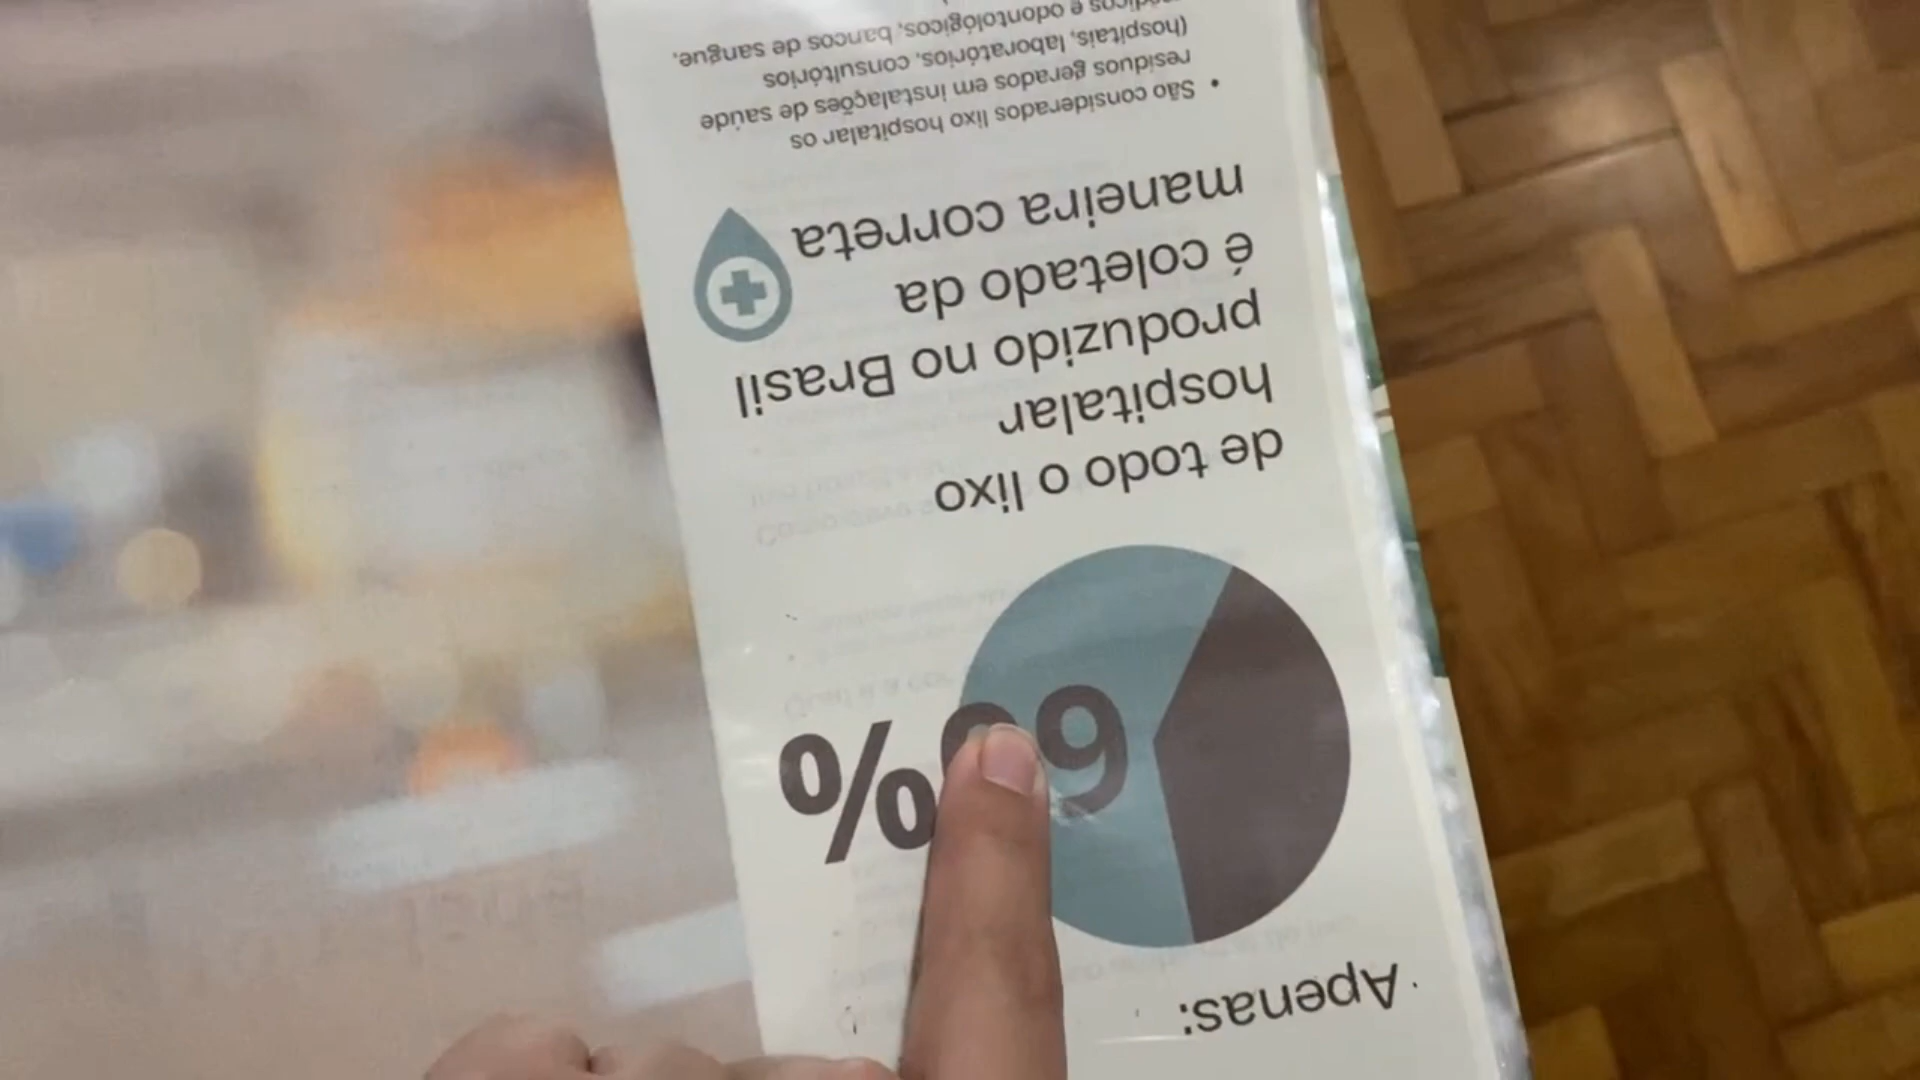 Apenas:
de todo o lixo
hospitalar
produzido no Brasil
é coletado da
maneira correta
• São considerados lixo hospitalar os
resíduos gerados em instalações de saúde
(hospitais, laboratórios, consultórios
médicos e odontológicos, bancos de sangue,